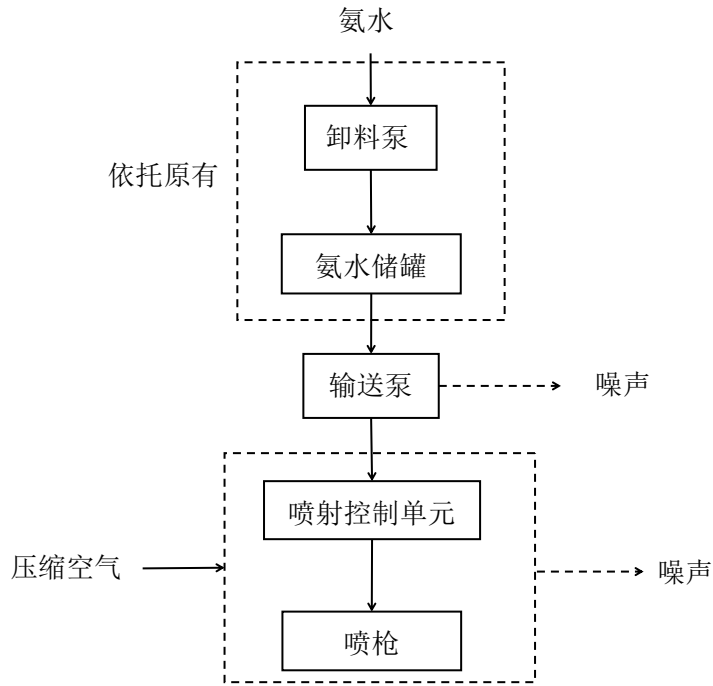 氨水
卸料泵
依托原有
氨水储罐
输送泵
噪声
喷射控制单元
压缩空气
噪声
喷枪